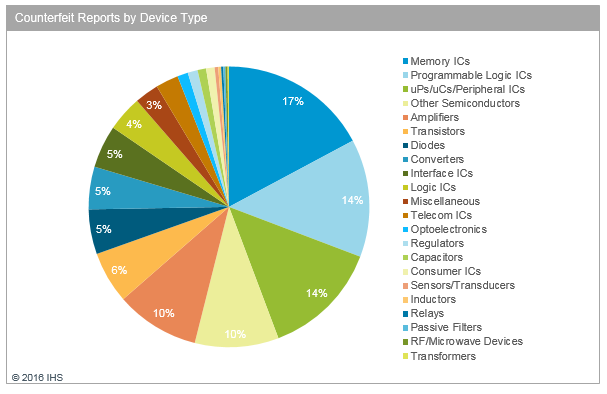 Counterfeit Reports by Device Type
17%
14%
14%
10%
10%
6%
5%
5%
5%
4%
3%
Memory ICs
Programmable Logic ICs
uPs/uCs/Peripheral ICs
Other Semiconductors
Amplifiers
Transistors
Diodes
Converters
Interface ICs
Logic ICs
Miscellaneous
Telecom ICs
Optoelectronics
Regulators
Capacitors
Consumer ICs
Sensors/Transducers
Inductors
Relays
Passive Filters
RF/Microwave Devices
Transformers
© 2016 IHS